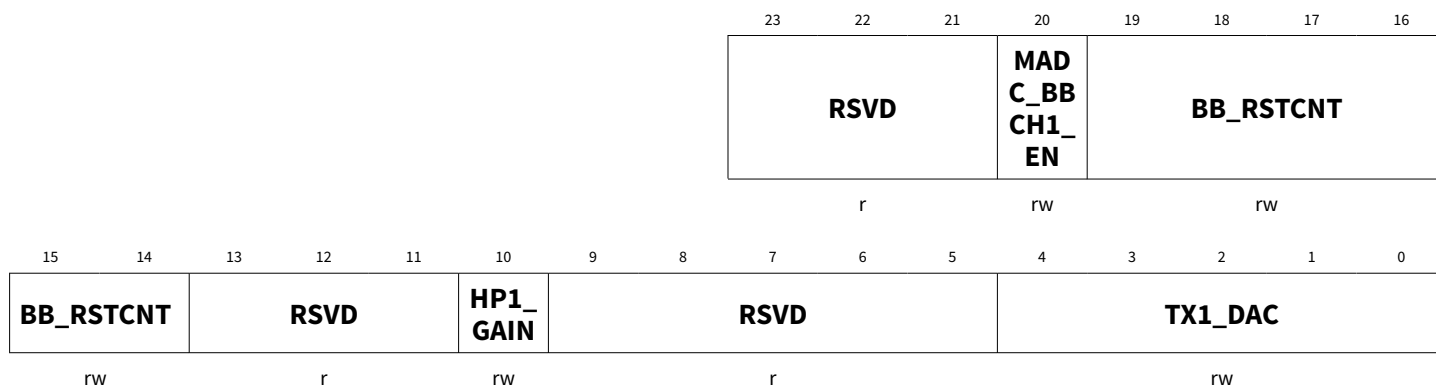 23 22 21 20 19 18 17 16
RSVD MAD BB_RSTCNT
C_BB
CH1_
EN
r rw rw
15 14 13 12 11 10 9 8 7 6 5 4 3 2 1 0
BB_RSTCNT RSVD HP1_ RSVD TX1_DAC
GAIN
rw r rw r rw